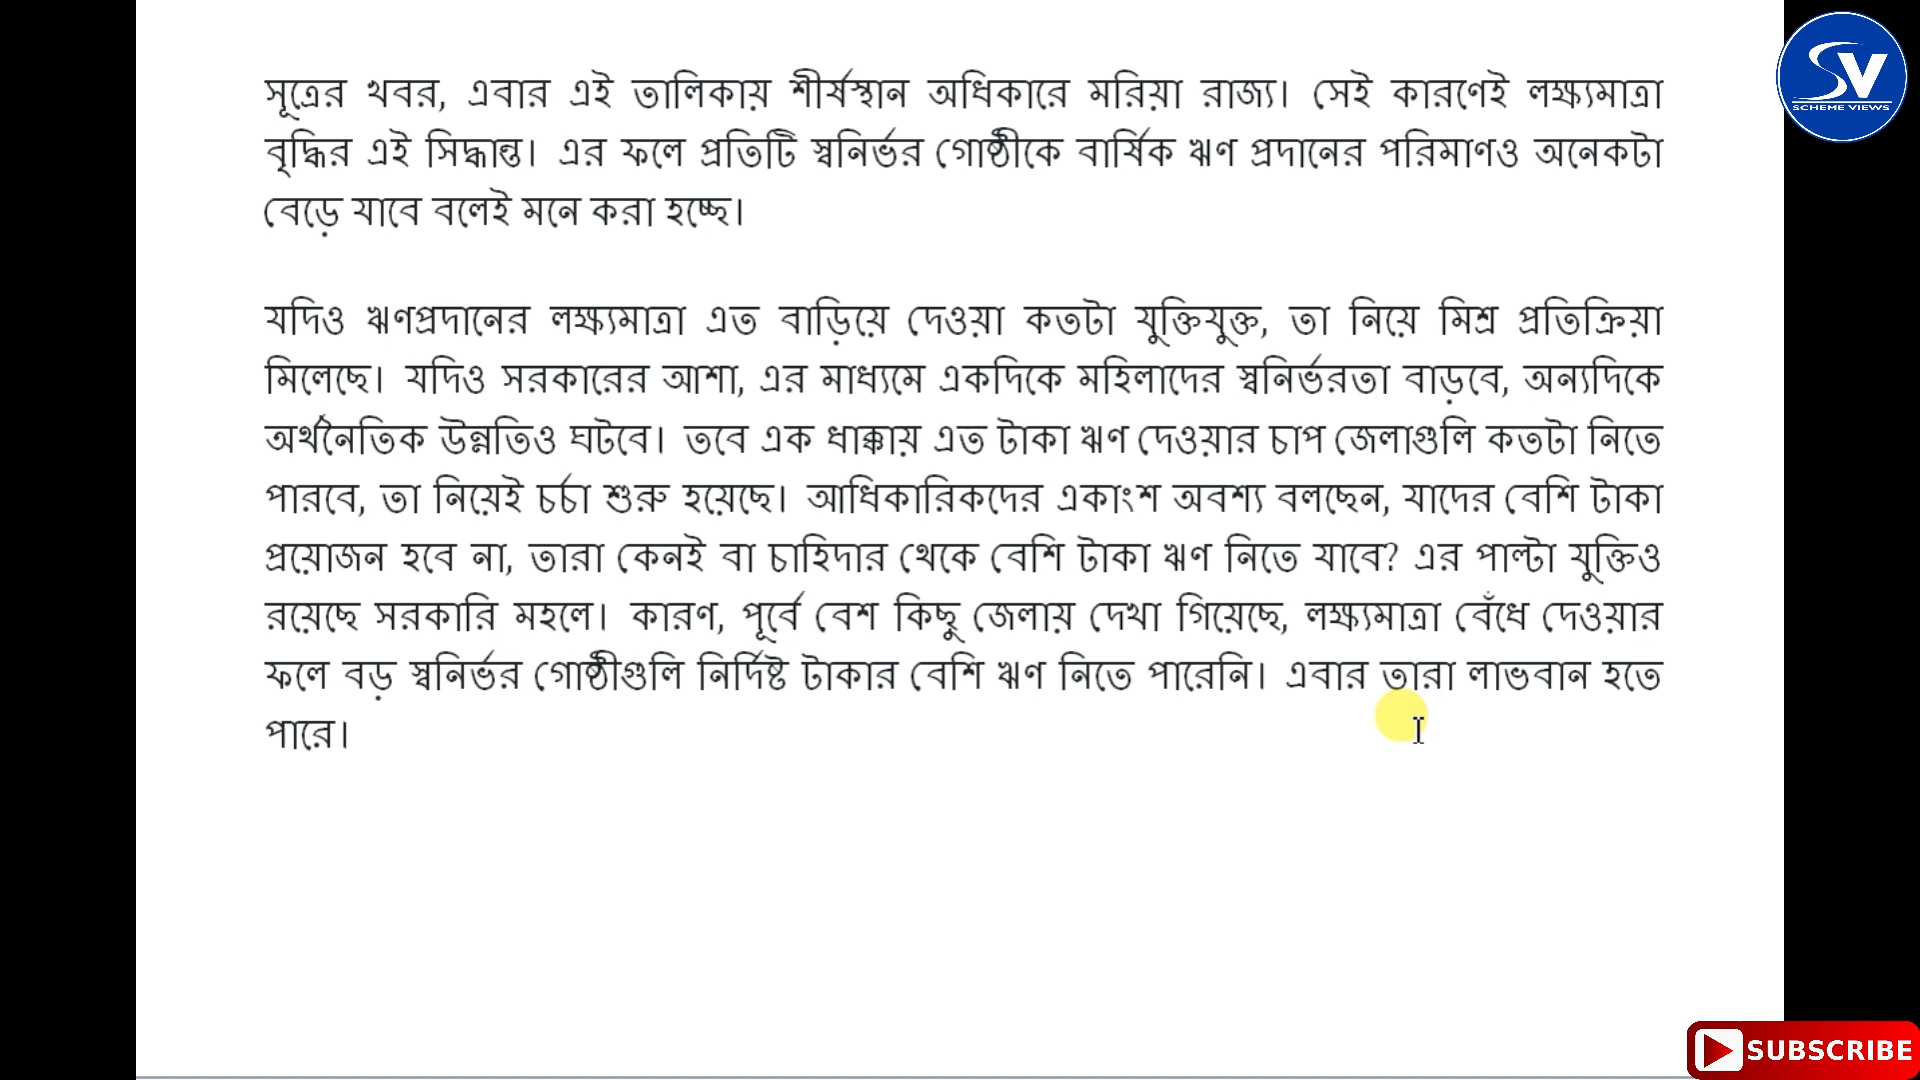 সূত্রের খবর, এবার এই তালিকায় শীর্ষস্থান অধিকারে মরিয়া রাজ্য। সেই কারণেই লক্ষ্যমাত্রা
বৃদ্ধির এই সিদ্ধান্ত। এর ফলে প্রতিটি স্বনির্ভর গোষ্ঠীকে বার্ষিক ঋণ প্রদানের পরিমাণও অনেকটা
বেড়ে যাবে বলেই মনে করা হচ্ছে।
যদিও ঋণপ্রদানের লক্ষ্যমাত্রা এত বাড়িয়ে দেওয়া কতটা যুক্তিযুক্ত, তা নিয়ে মিশ্র প্রতিক্রিয়া
মিলেছে। যদিও সরকারের আশা, এর মাধ্যমে একদিকে মহিলাদের স্বনির্ভরতা বাড়বে, অন্যদিকে
অর্থনৈতিক উন্নতিও ঘটবে। তবে এক ধাক্কায় এত টাকা ঋণ দেওয়ার চাপ জেলাগুলি কতটা নিতে
পারবে, তা নিয়েই চর্চা শুরু হয়েছে। আধিকারিকদের একাংশ অবশ্য বলছেন, যাদের বেশি টাকা
প্রয়োজন হবে না, তারা কেনই বা চাহিদার থেকে বেশি টাকা ঋণ নিতে যাবে? এর পাল্টা যুক্তিও
রয়েছে সরকারি মহলে। কারণ, পূর্বে বেশ কিছু জেলায় দেখা গিয়েছে, লক্ষ্যমাত্রা বেঁধে দেওয়ার
ফলে বড় স্বনির্ভর গোষ্ঠীগুলি নির্দিষ্ট টাকার বেশি ঋণ নিতে পারেনি। এবার তারা লাভবান হতে
পারে।
SV
SCHEME VIEWS
SUBSCRIBE